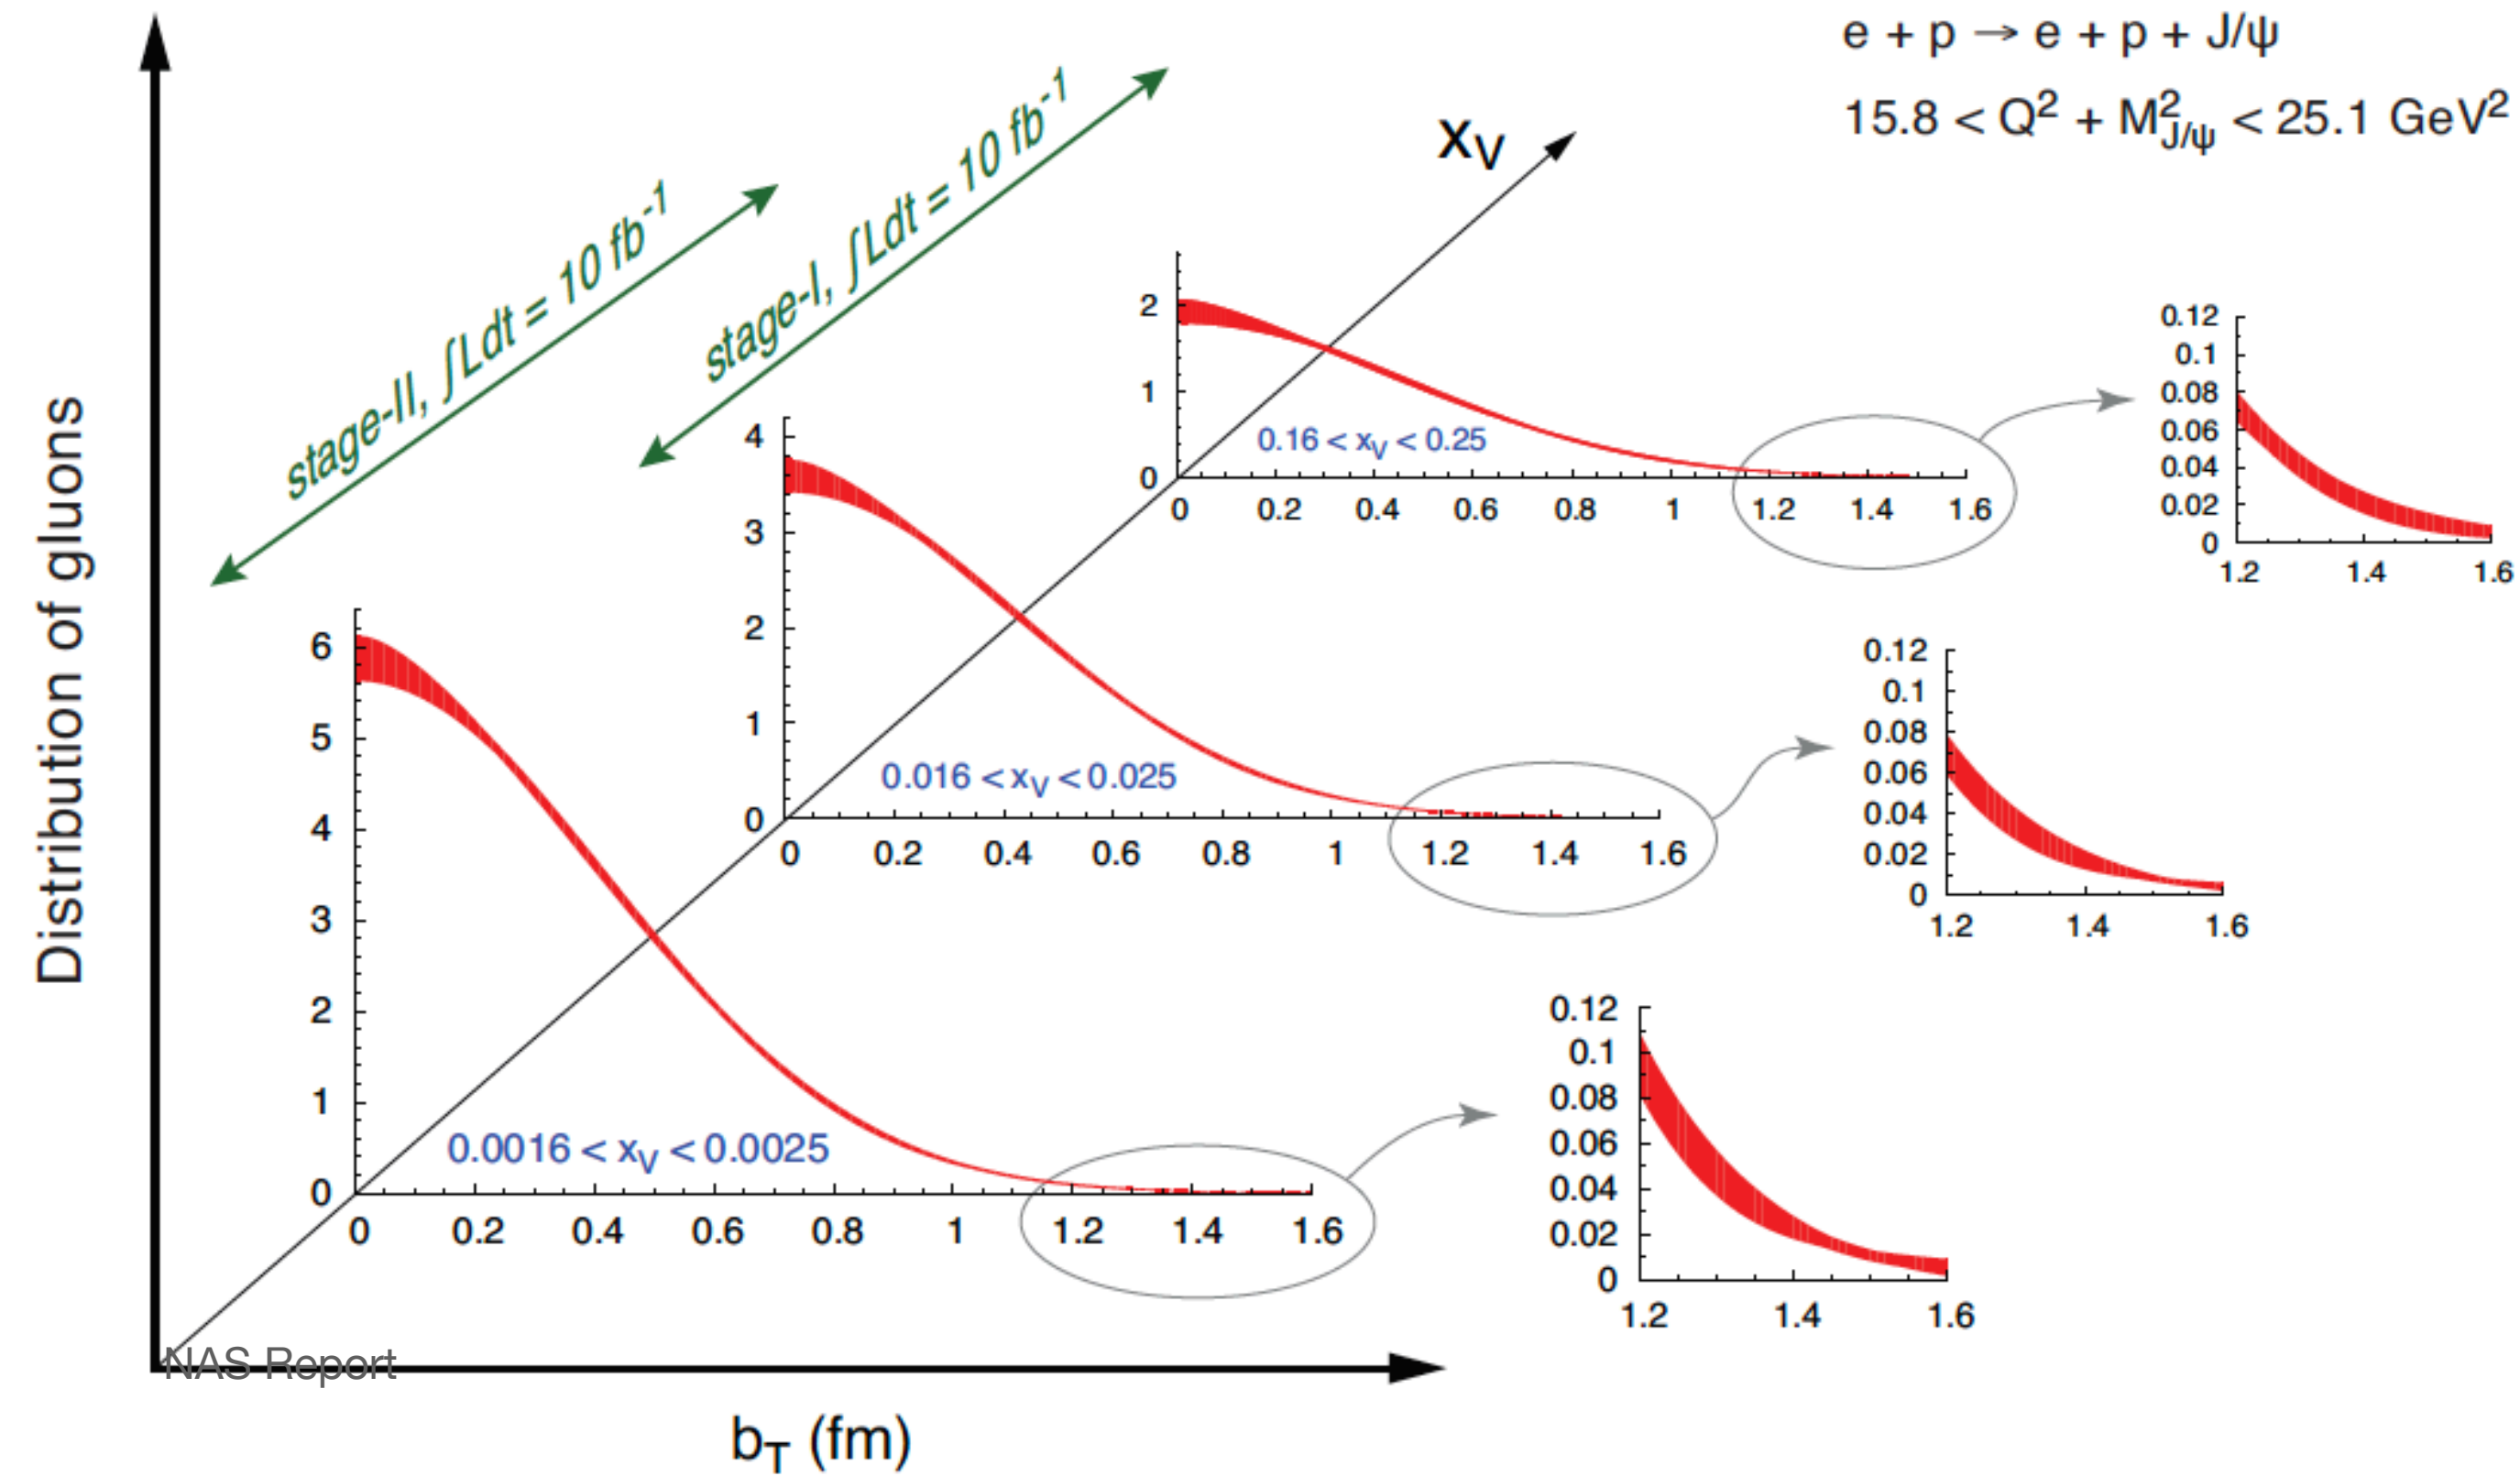 e + p → e + p + J/ψ
15.8 < Q² + M²_J/ψ < 25.1 GeV²
x_V
stage-II, ∫Ldt = 10 fb⁻¹
stage-I, ∫Ldt = 10 fb⁻¹
Distribution of gluons
2
1
0
0.16 < x_V < 0.25
0 0.2 0.4 0.6 0.8 1 1.2 1.4 1.6
0.12
0.1
0.08
0.06
0.04
0.02
0
1.2 1.4 1.6
4
3
2
1
0
0.016 < x_V < 0.025
0 0.2 0.4 0.6 0.8 1 1.2 1.4 1.6
0.12
0.1
0.08
0.06
0.04
0.02
0
1.2 1.4 1.6
6
5
4
3
2
1
0
0.0016 < x_V < 0.0025
0 0.2 0.4 0.6 0.8 1 1.2 1.4 1.6
0.12
0.1
0.08
0.06
0.04
0.02
0
1.2 1.4 1.6
NAS Report
b_T (fm)